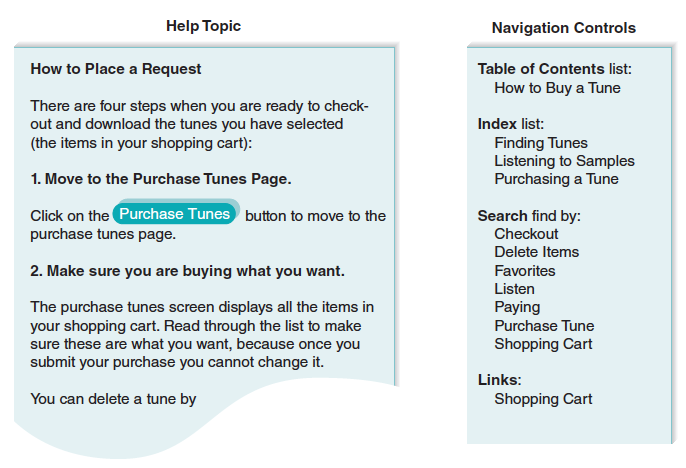 Help Topic
How to Place a Request
There are four steps when you are ready to check-
out and download the tunes you have selected
(the items in your shopping cart):
1. Move to the Purchase Tunes Page.
Click on the Purchase Tunes button to move to the
purchase tunes page.
2. Make sure you are buying what you want.
The purchase tunes screen displays all the items in
your shopping cart. Read through the list to make
sure these are what you want, because once you
submit your purchase you cannot change it.
You can delete a tune by
Navigation Controls
Table of Contents list:
How to Buy a Tune
Index list:
Finding Tunes
Listening to Samples
Purchasing a Tune
Search find by:
Checkout
Delete Items
Favorites
Listen
Paying
Purchase Tune
Shopping Cart
Links:
Shopping Cart